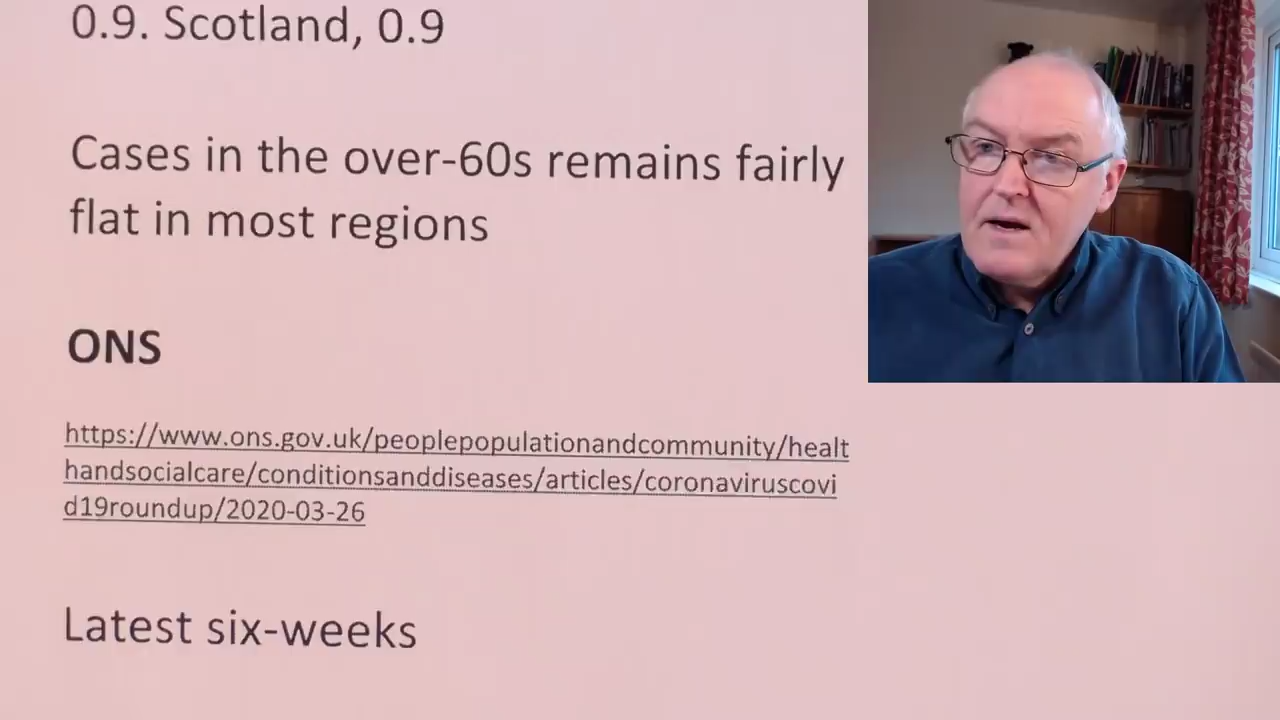 0.9. Scotland, 0.9
Cases in the over-60s remains fairly
flat in most regions
ONS
https://www.ons.gov.uk/peoplepopulationandcommunity/healt
handsocialcare/conditionsanddiseases/articles/coronaviruscovi
d19roundup/2020-03-26
Latest six-weeks